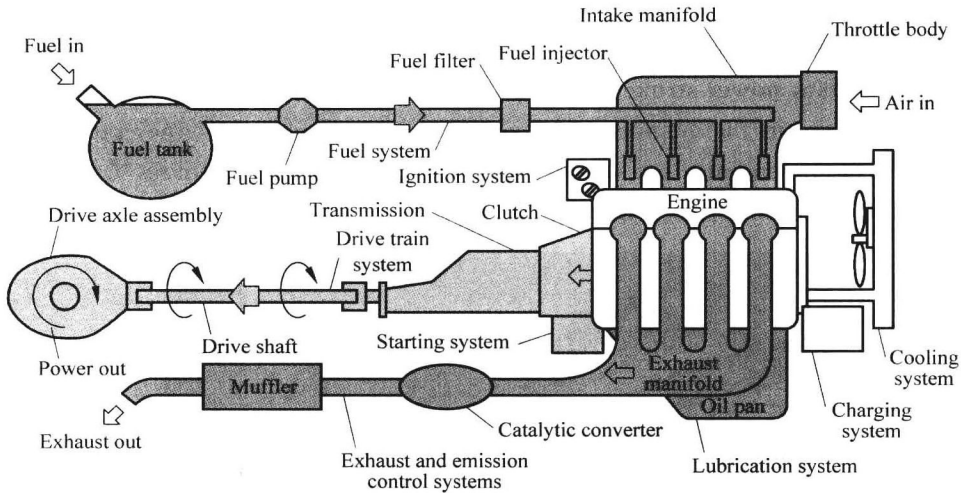 Intake manifold
Throttle body
Fuel in
Fuel filter
Fuel injector
Air in
Fuel tank
Fuel system
Fuel pump
Ignition system
Engine
Drive axle assembly
Transmission
Clutch
Drive train
system
Starting system
Drive shaft
Power out
Cooling
system
Exhaust
manifold
Muffler
Oil pan
Charging
system
Exhaust out
Catalytic converter
Exhaust and emission
control systems
Lubrication system